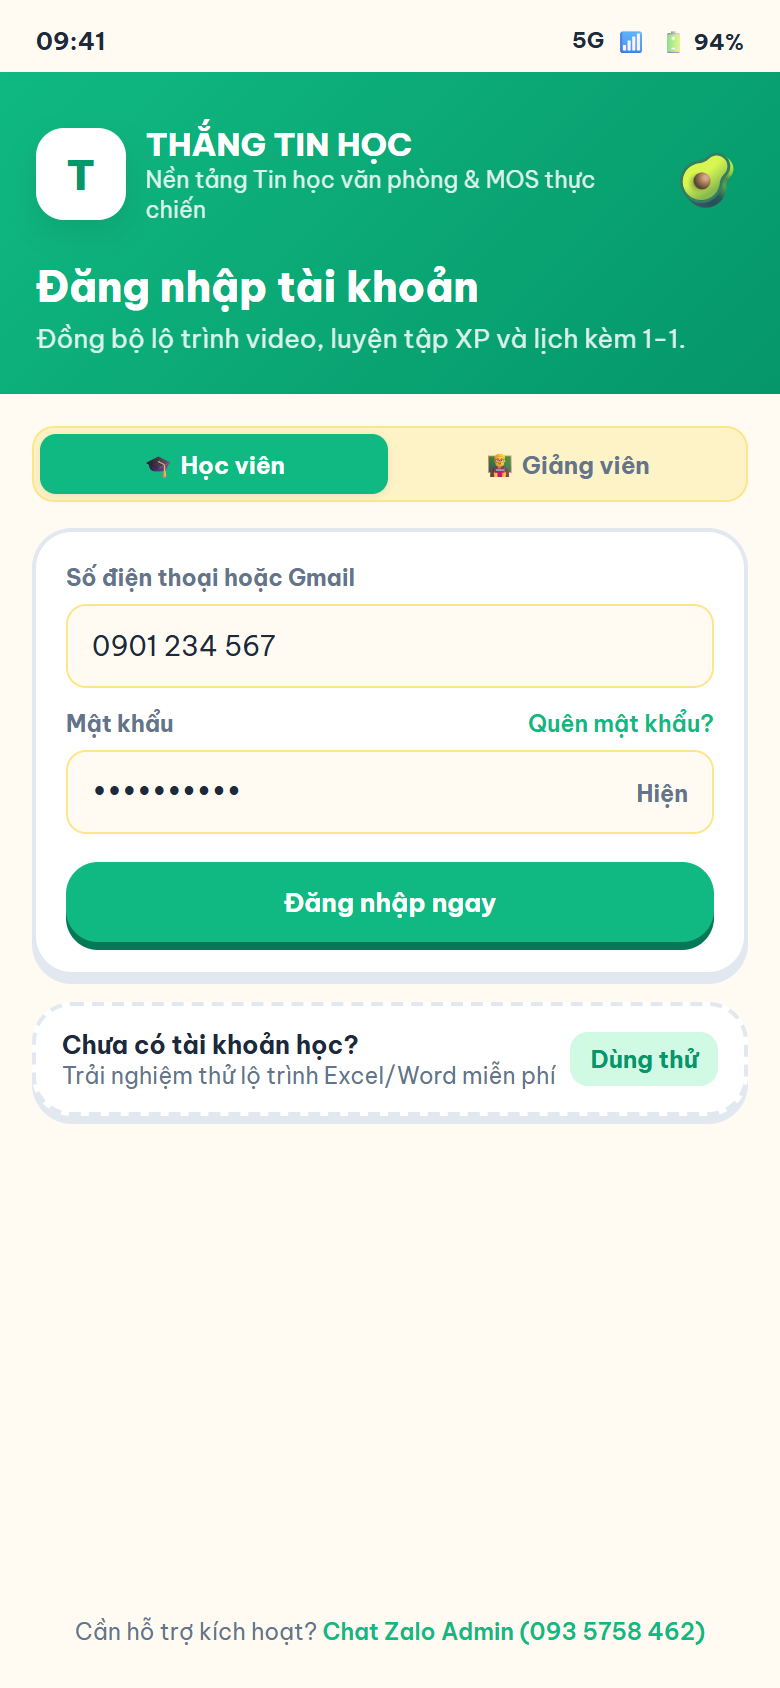 09:41
5G 94%
T
THẮNG TIN HỌC
Nền tảng Tin học văn phòng & MOS thực
chiến
Đăng nhập tài khoản
Đồng bộ lộ trình video, luyện tập XP và lịch kèm 1-1.
Học viên
Giảng viên
Số điện thoại hoặc Gmail
0901 234 567
Mật khẩu
Quên mật khẩu?
••••••••••
Hiện
Đăng nhập ngay
Chưa có tài khoản học?
Trải nghiệm thử lộ trình Excel/Word miễn phí
Dùng thử
Cần hỗ trợ kích hoạt? Chat Zalo Admin (093 5758 462)